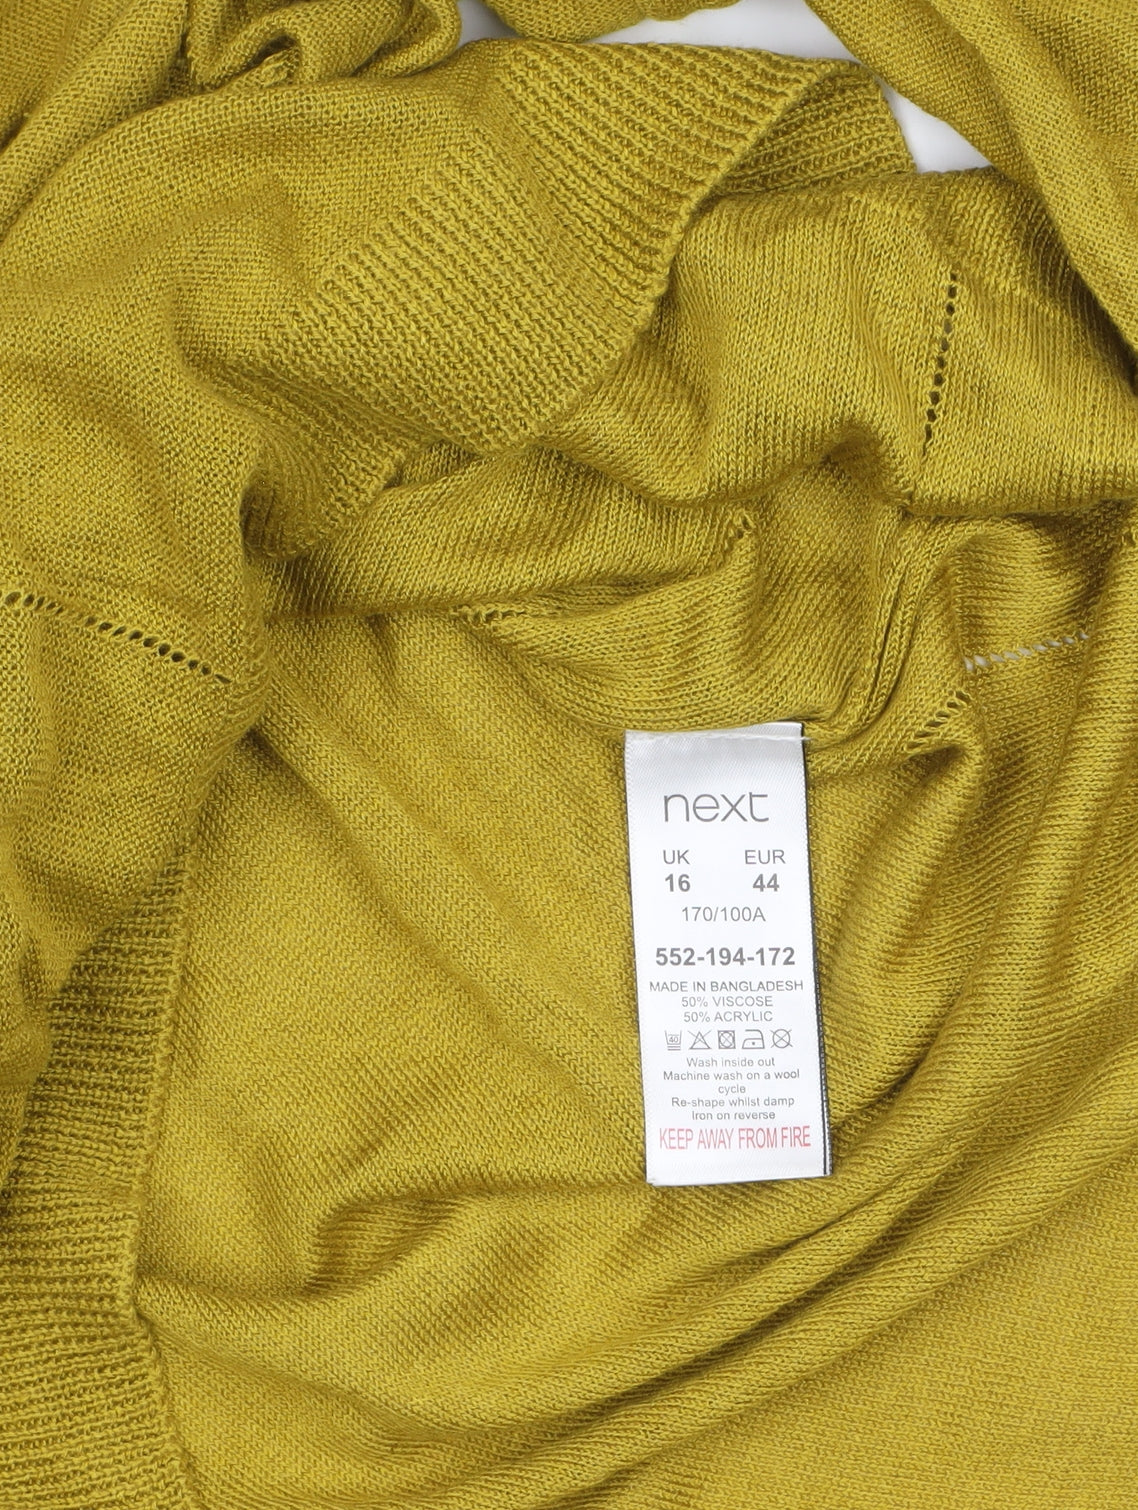 next
UK EUR
16 44
170/100A
552-194-172
MADE IN BANGLADESH
50% VISCOSE
50% ACRYLIC
40
Wash inside out
Machine wash on a wool
cycle
Re-shape whilst damp
Iron on reverse
KEEP AWAY FROM FIRE